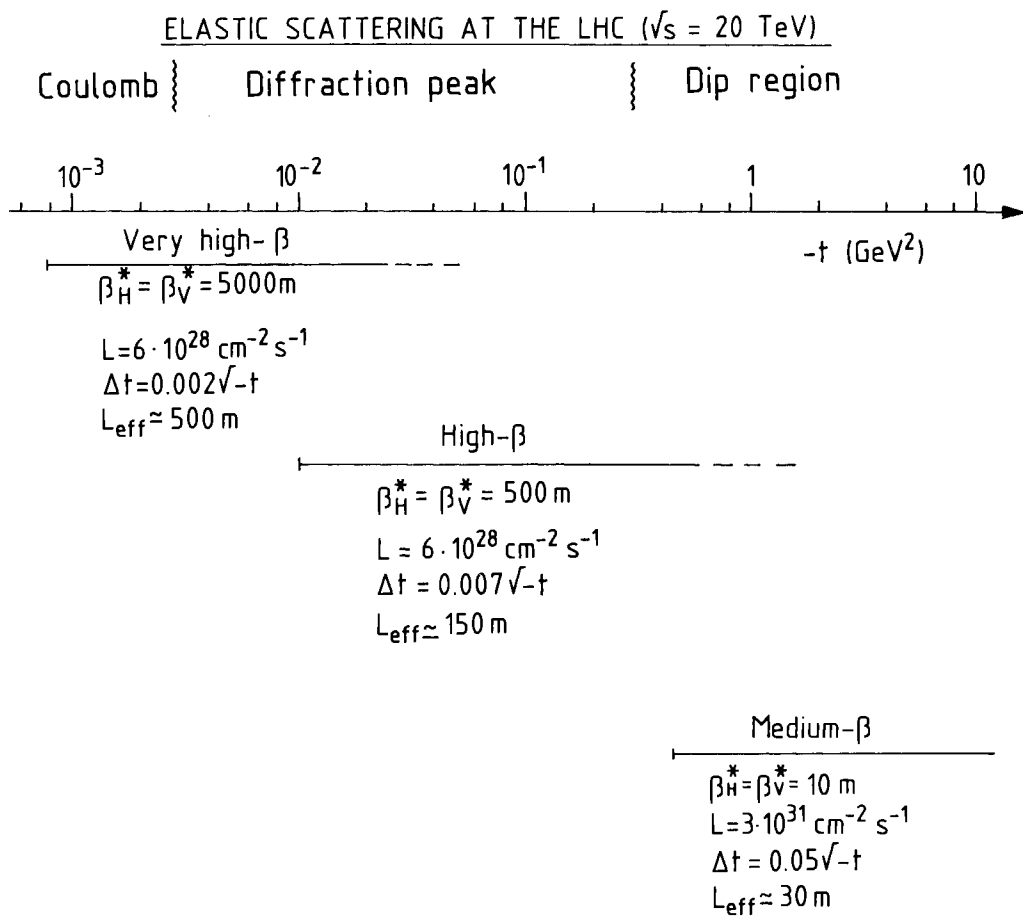 ELASTIC SCATTERING AT THE LHC (√s = 20 TeV)
Coulomb Diffraction peak Dip region
10⁻³ 10⁻² 10⁻¹ 1 10
-t (GeV²)
Very high-β
β*H = β*V = 5000m
L=6·10²⁸ cm⁻² s⁻¹
Δt=0.002√-t
Leff ≃ 500 m
High-β
β*H = β*V = 500 m
L = 6·10²⁸ cm⁻² s⁻¹
Δt = 0.007√-t
Leff ≃ 150 m
Medium-β
β*H = β*V = 10 m
L=3·10³¹ cm⁻² s⁻¹
Δt = 0.05√-t
Leff ≃ 30 m